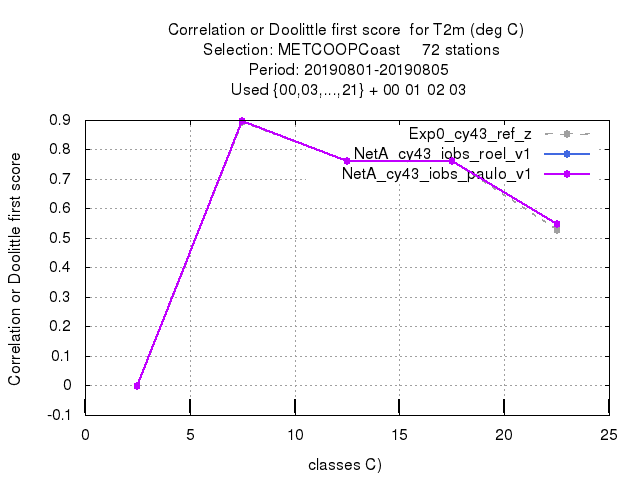 Correlation or Doolittle first score  for T2m (deg C)
Selection: METCOOPCoast     72 stations
Period: 20190801-20190805
Used {00,03,...,21} + 00 01 02 03
Exp0_cy43_ref_z
NetA_cy43_iobs_roel_v1
NetA_cy43_iobs_paulo_v1
Correlation or Doolittle first score
0.9
0.8
0.7
0.6
0.5
0.4
0.3
0.2
0.1
0
-0.1
0 5 10 15 20 25
classes C)